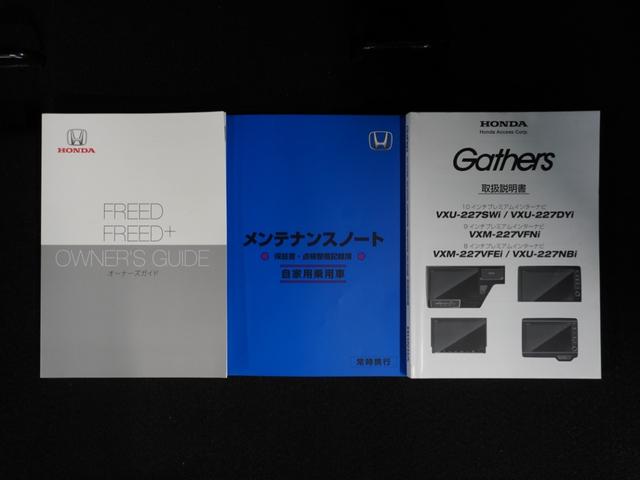 HONDA
FREED
FREED+
OWNER'S GUIDE
オーナーズガイド
メンテナンスノート
保証書・点検整備記録簿
自家用乗用車
常時携行
HONDA
Honda Access Corp.
Gathers
取扱説明書
10インチプレミアムインターナビ
VXU-227SWi / VXU-227DYi
9インチプレミアムインターナビ
VXM-227VFNi
8インチプレミアムインターナビ
VXM-227VFEi / VXU-227NBi